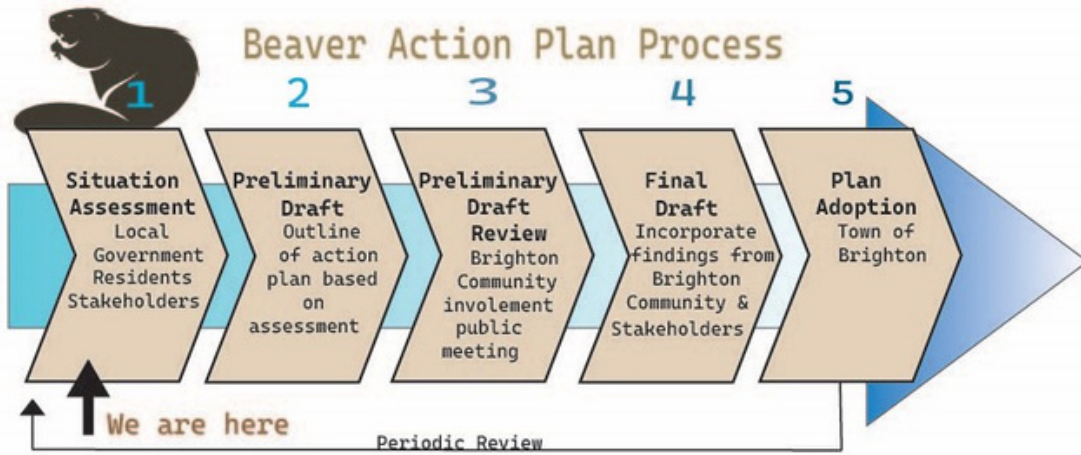 Beaver Action Plan Process
1
2
3
4
5
Situation
Assessment
Local
Government
Residents
Stakeholders
Preliminary
Draft
Outline
of action
plan based
on
assessment
Preliminary
Draft
Review
Brighton
Community
involement
public
meeting
Final
Draft
Incorporate
findings from
Brighton
Community &
Stakeholders
Plan
Adoption
Town of
Brighton
We are here
Periodic Review